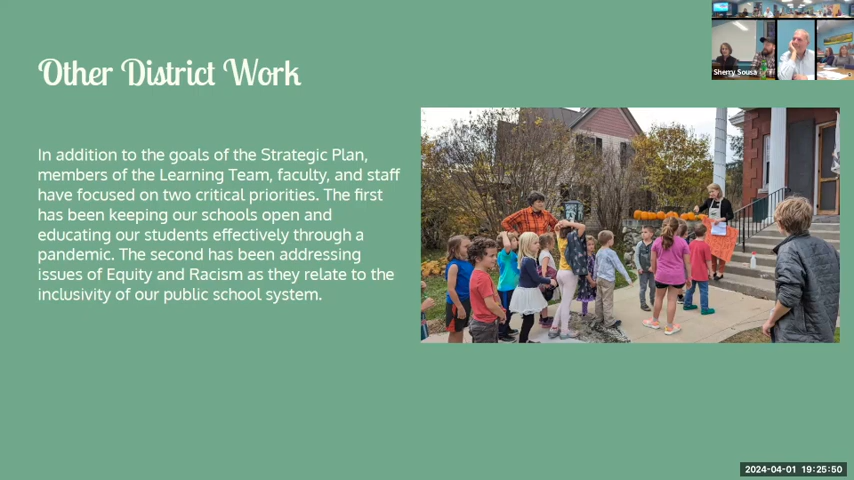 Other District Work
In addition to the goals of the Strategic Plan,
members of the Learning Team, faculty, and staff
have focused on two critical priorities. The first
has been keeping our schools open and
educating our students effectively through a
pandemic. The second has been addressing
issues of Equity and Racism as they relate to the
inclusivity of our public school system.
Sherry Sousa
2024-04-01 19:25:50